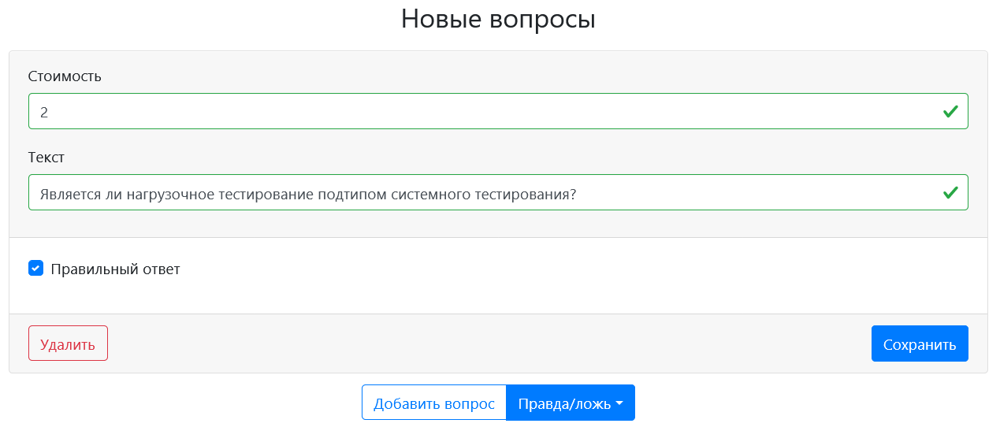 Новые вопросы
Стоимость
2
Текст
Является ли нагрузочное тестирование подтипом системного тестирования?
Правильный ответ
Удалить
Сохранить
Добавить вопрос
Правда/ложь